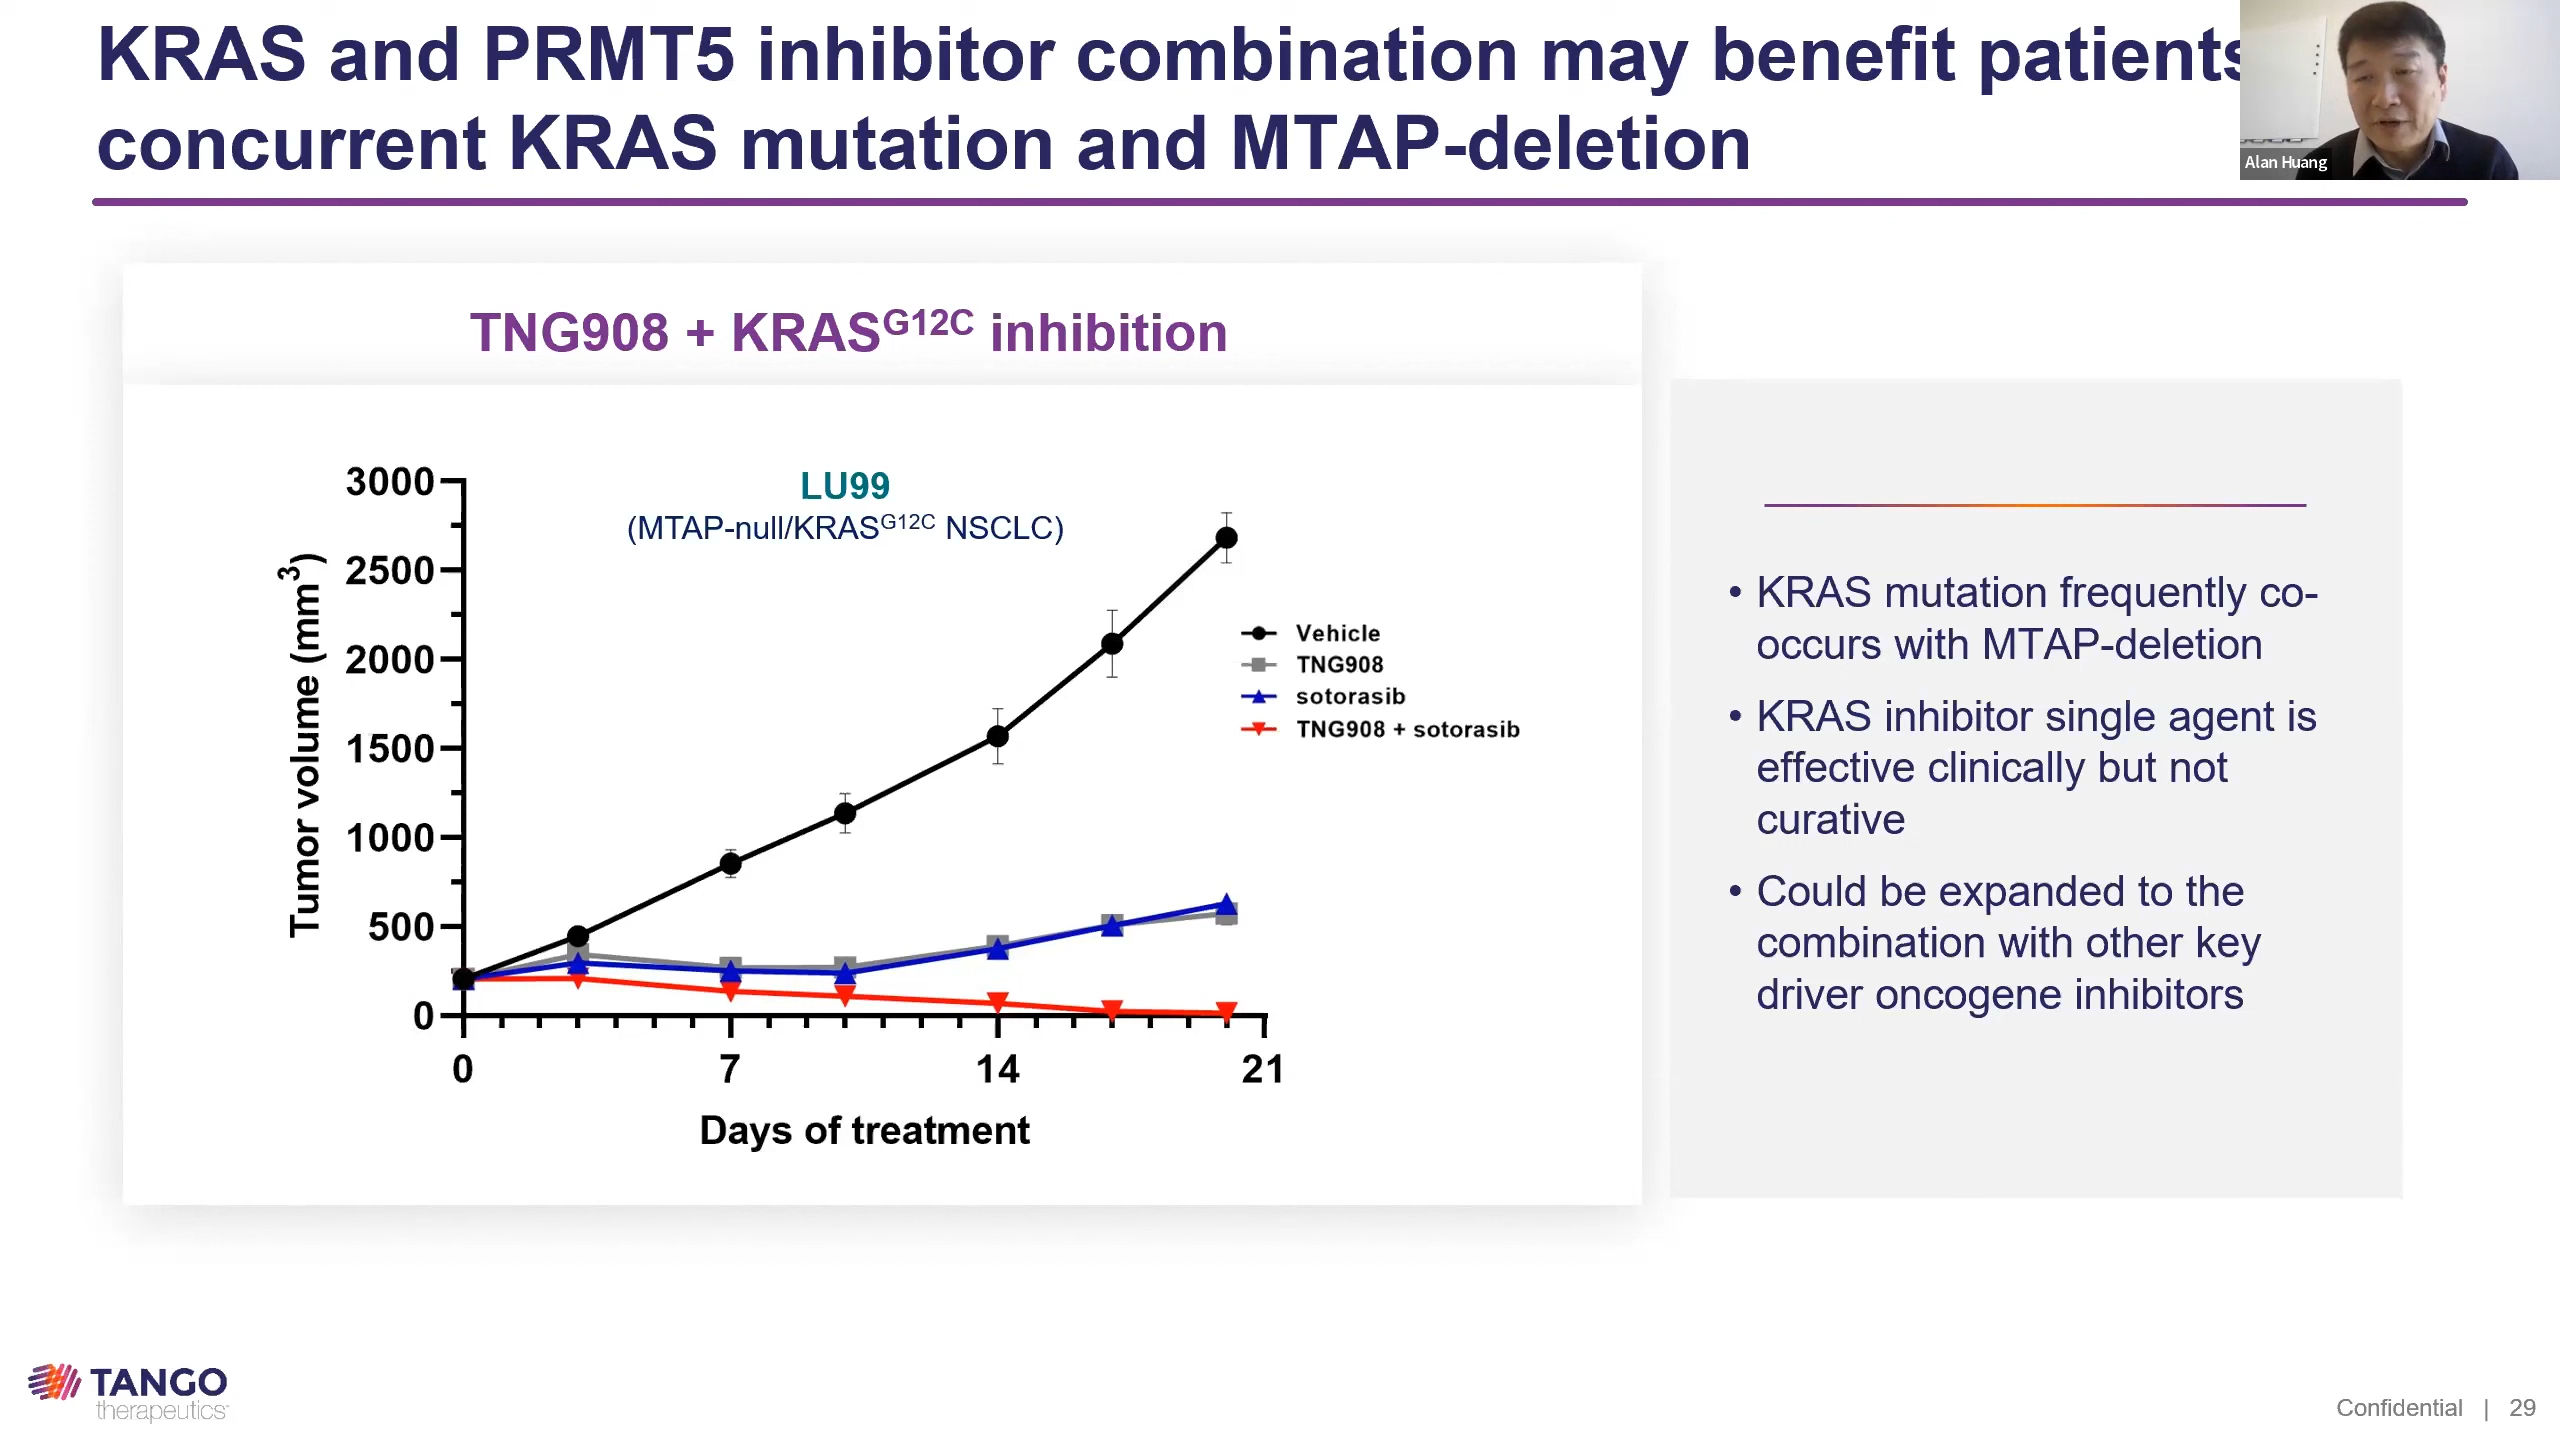 KRAS and PRMT5 inhibitor combination may benefit patients
concurrent KRAS mutation and MTAP-deletion
Alan Huang
TNG908 + KRASG12C inhibition
LU99
(MTAP-null/KRASG12C NSCLC)
3000
2500
2000
1500
1000
500
0
Tumor volume (mm3)
0 7 14 21
Days of treatment
Vehicle
TNG908
sotorasib
TNG908 + sotorasib
• KRAS mutation frequently co-
occurs with MTAP-deletion
• KRAS inhibitor single agent is
effective clinically but not
curative
• Could be expanded to the
combination with other key
driver oncogene inhibitors
TANGO
therapeutics
Confidential | 29